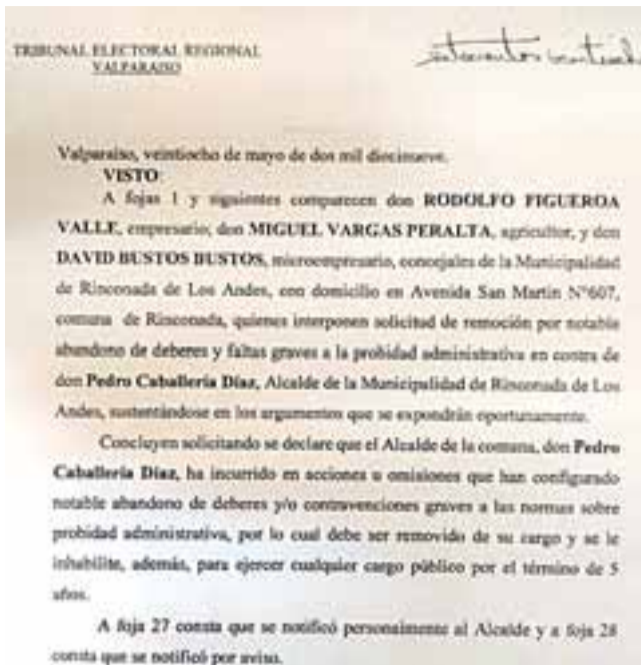 TRIBUNAL ELECTORAL REGIONAL
VALPARAISO
Valparaíso, veintiocho de mayo de dos mil diecinueve.
VISTO:
A fojas 1 y siguientes comparecen don RODOLFO FIGUEROA
VALLE, empresario; don MIGUEL VARGAS PERALTA, agricultor, y don
DAVID BUSTOS BUSTOS, microempresario, concejales de la Municipalidad
de Rinconada de Los Andes, con domicilio en Avenida San Martín N°607,
comuna de Rinconada, quienes interponen solicitud de remoción por notable
abandono de deberes y faltas graves a la probidad administrativa en contra de
don Pedro Caballería Díaz, Alcalde de la Municipalidad de Rinconada de Los
Andes, sustentándose en los argumentos que se expondrán oportunamente.
Concluyen solicitando se declare que el Alcalde de la comuna, don Pedro
Caballería Díaz, ha incurrido en acciones u omisiones que han configurado
notable abandono de deberes y/o contravenciones graves a las normas sobre
probidad administrativa, por lo cual debe ser removido de su cargo y se le
inhabilite, además, para ejercer cualquier cargo público por el término de 5
años.
A foja 27 consta que se notificó personalmente al Alcalde y a foja 28
consta que se notificó por aviso.